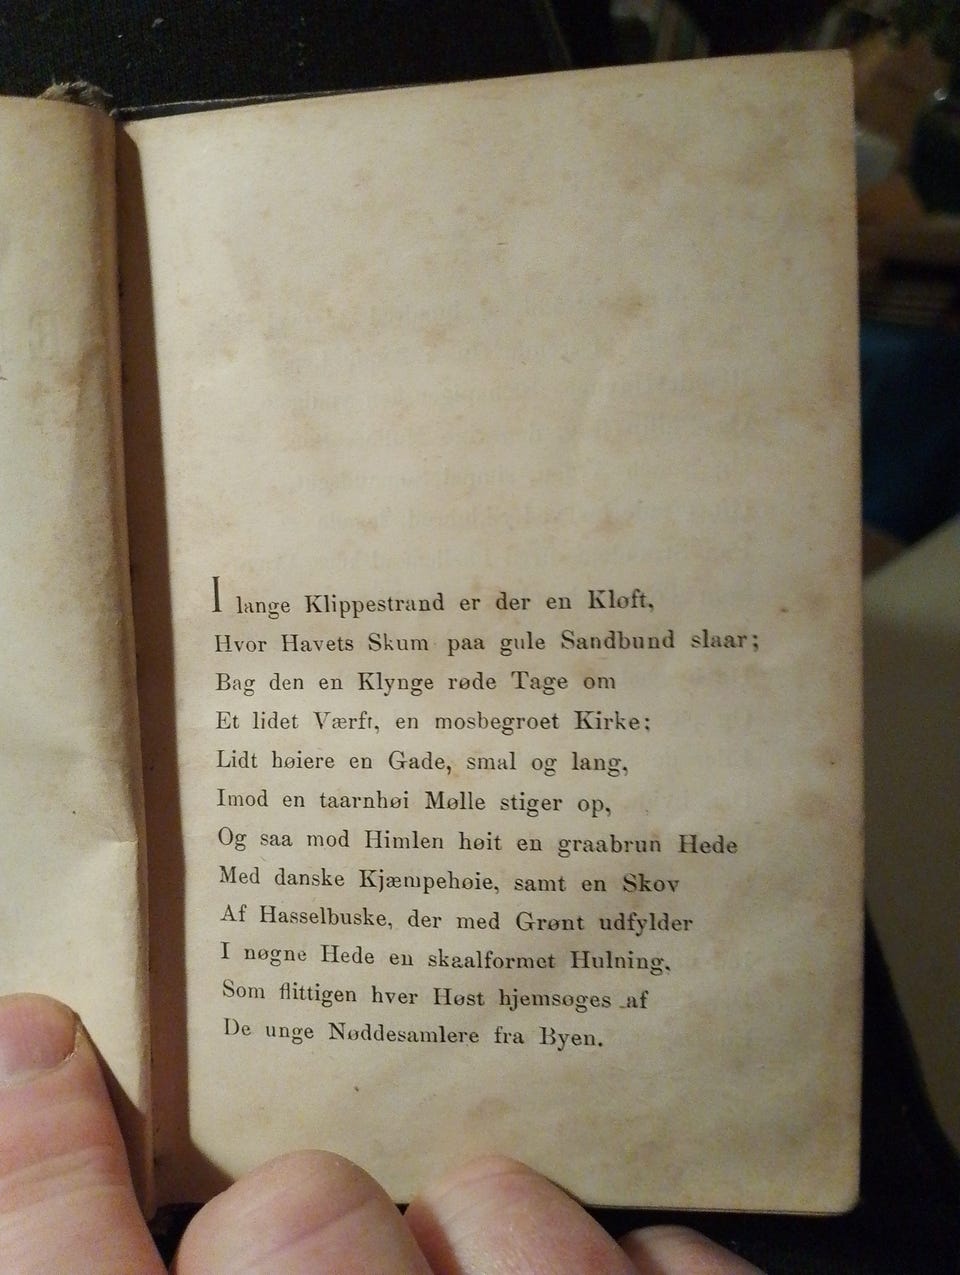 I lange Klippestrand er der en Kloft,
Hvor Havets Skum paa gule Sandbund slaar;
Bag den en Klynge røde Tage om
Et lidet Værft, en mosbegroet Kirke;
Lidt høiere en Gade, smal og lang,
Imod en taarnhøi Mølle stiger op,
Og saa mod Himlen høit en graabrun Hede
Med danske Kjæmpehøie, samt en Skov
Af Hasselbuske, der med Grønt udfylder
I nøgne Hede en skaalformet Hulning,
Som flittigen hver Høst hjemsøges af
De unge Nøddesamlere fra Byen.